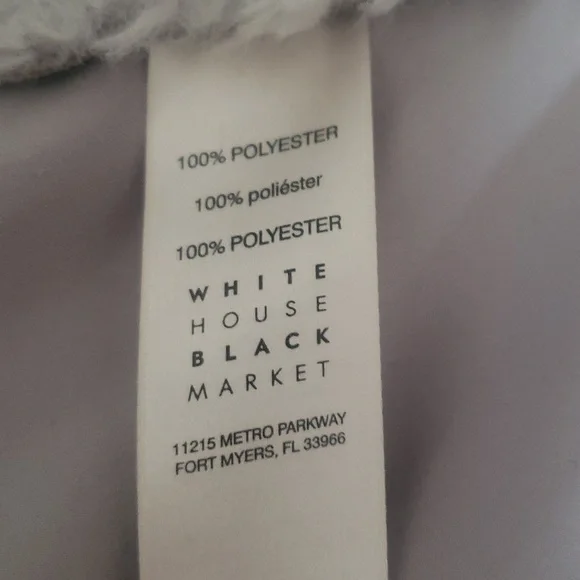 100% POLYESTER
100% poliéster
100% POLYESTER
WHITE
HOUSE
BLACK
MARKET
11215 METRO PARKWAY
FORT MYERS, FL 33966